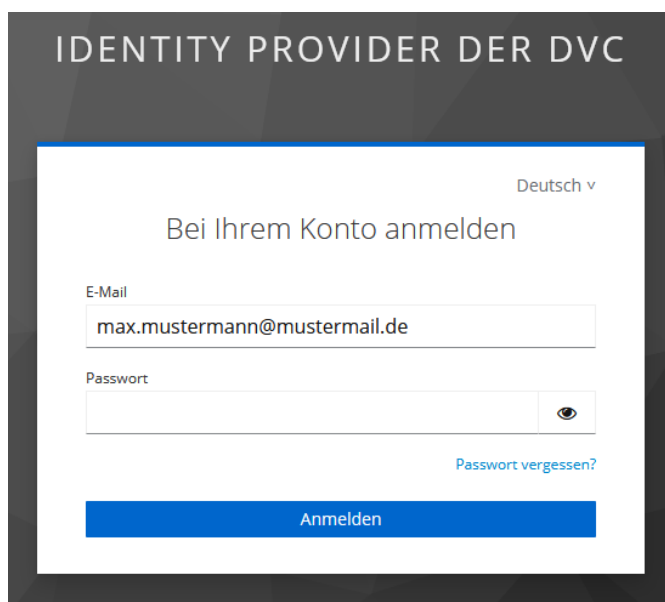 IDENTITY PROVIDER DER DVC
Deutsch v
Bei Ihrem Konto anmelden
E-Mail
max.mustermann@mustermail.de
Passwort
Passwort vergessen?
Anmelden